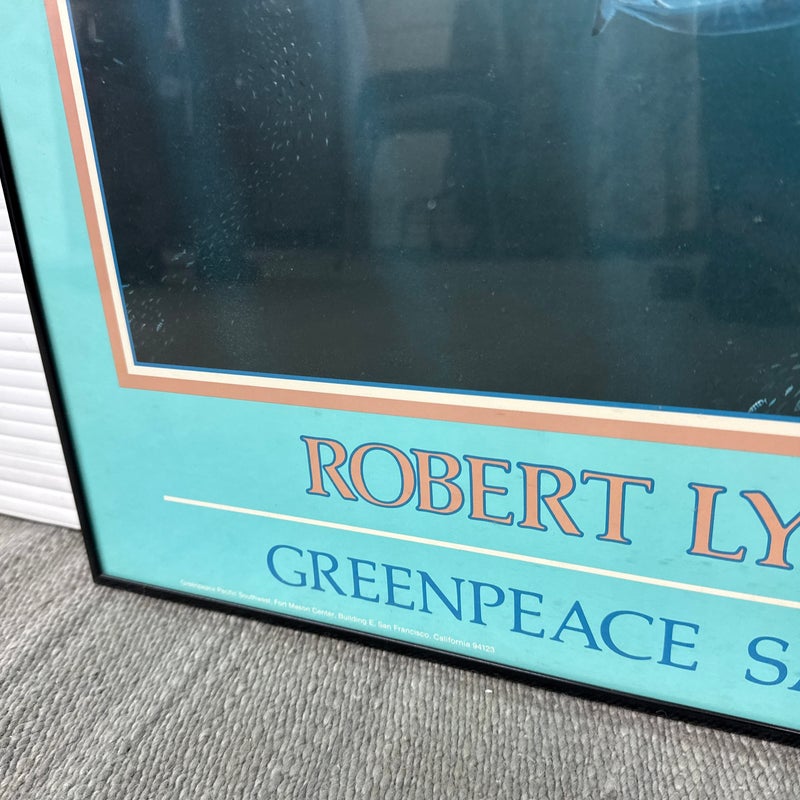 ROBERT LY
GREENPEACE SA
Greenpeace Pacific Southwest, Fort Mason Center, Building E, San Francisco, California 94123